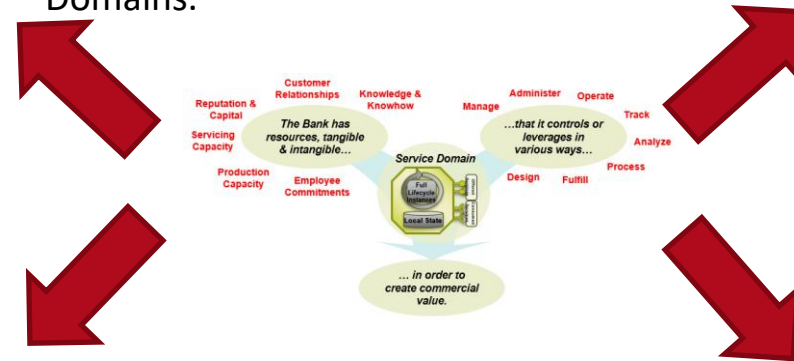 Domains.
Customer
Relationships
Knowledge &
Knowhow
Reputation &
Capital
Servicing
Capacity
Production
Capacity
Employee
Commitments
The Bank has
resources, tangible
& intangible…
Administer
Operate
Manage
Track
Analyze
Process
Fulfill
Design
…that it controls or
leverages in
various ways…
Service Domain
Full
Lifecycle
Instances
Local State
… in order to
create commercial
value.